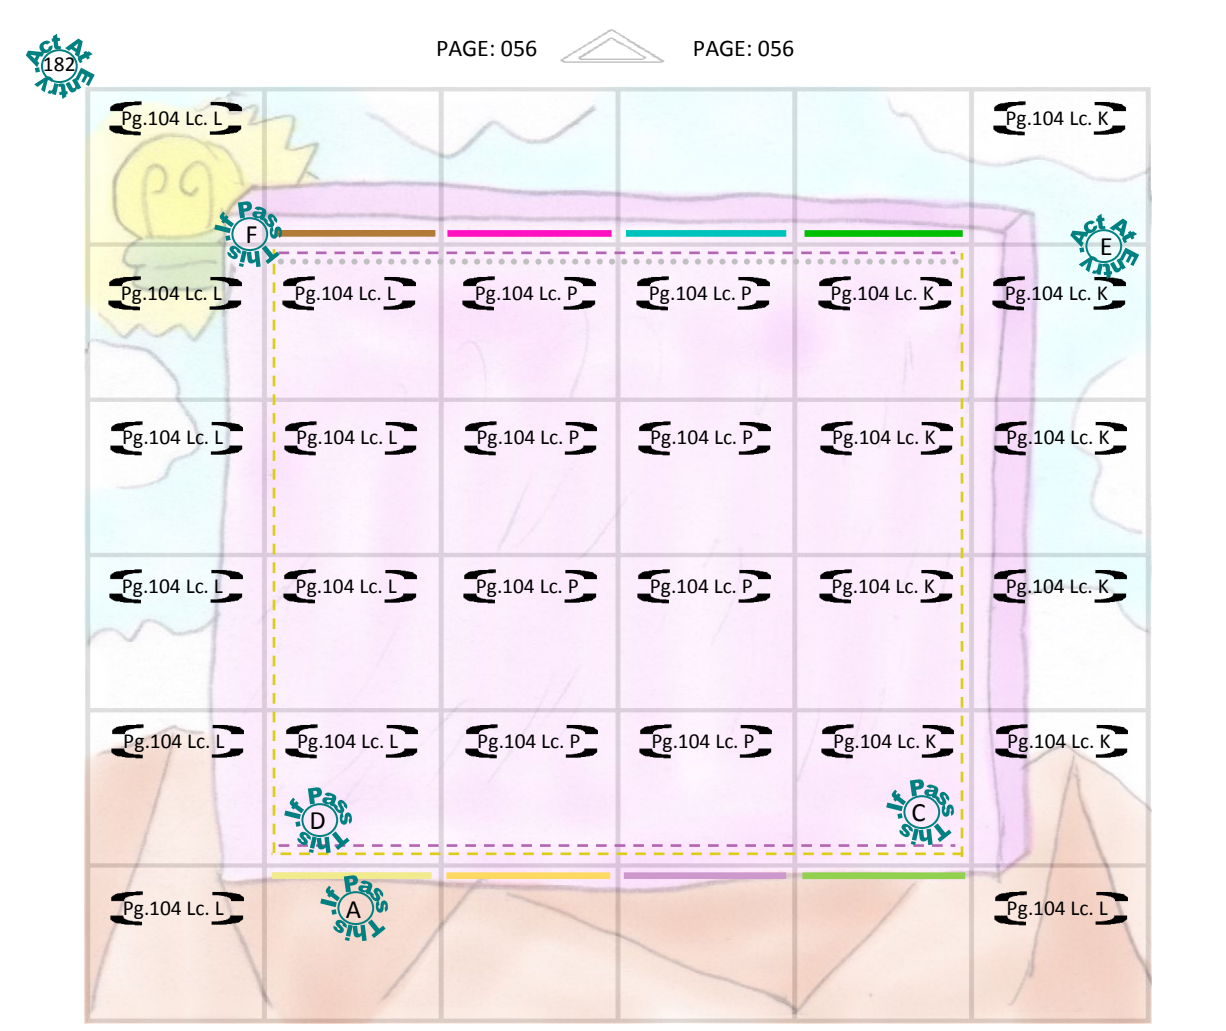 PAGE: 056 PAGE: 056
Act At Entry. 182
Pg.104 Lc. L Pg.104 Lc. K
If Pass This. F
Act At Entry. E
Pg.104 Lc. L Pg.104 Lc. L Pg.104 Lc. P Pg.104 Lc. P Pg.104 Lc. K Pg.104 Lc. K
Pg.104 Lc. L Pg.104 Lc. L Pg.104 Lc. P Pg.104 Lc. P Pg.104 Lc. K Pg.104 Lc. K
Pg.104 Lc. L Pg.104 Lc. L Pg.104 Lc. P Pg.104 Lc. P Pg.104 Lc. K Pg.104 Lc. K
Pg.104 Lc. L Pg.104 Lc. L Pg.104 Lc. P Pg.104 Lc. P Pg.104 Lc. K Pg.104 Lc. K
If Pass This. D
If Pass This. C
If Pass This. A
Pg.104 Lc. L Pg.104 Lc. L